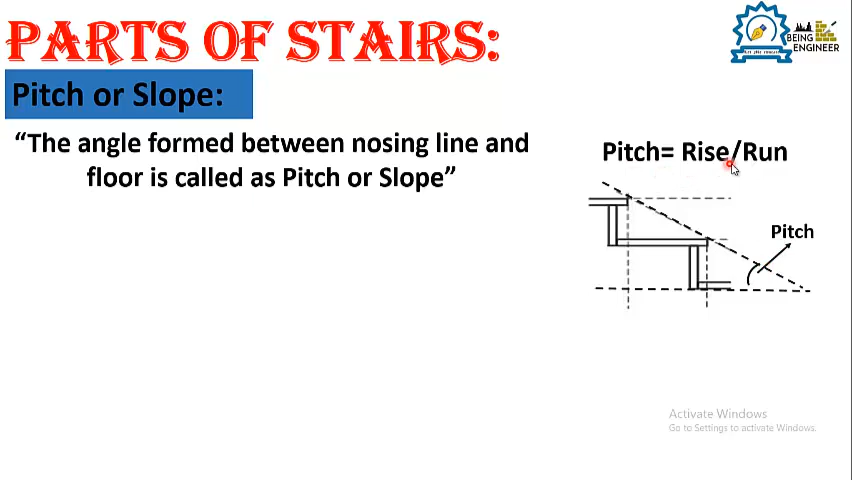 PARTS OF STAIRS:
BEING
ENGINEER
Pitch or Slope:
“The angle formed between nosing line and
floor is called as Pitch or Slope”
Pitch= Rise/Run
Pitch
Activate Windows
Go to Settings to activate Windows.